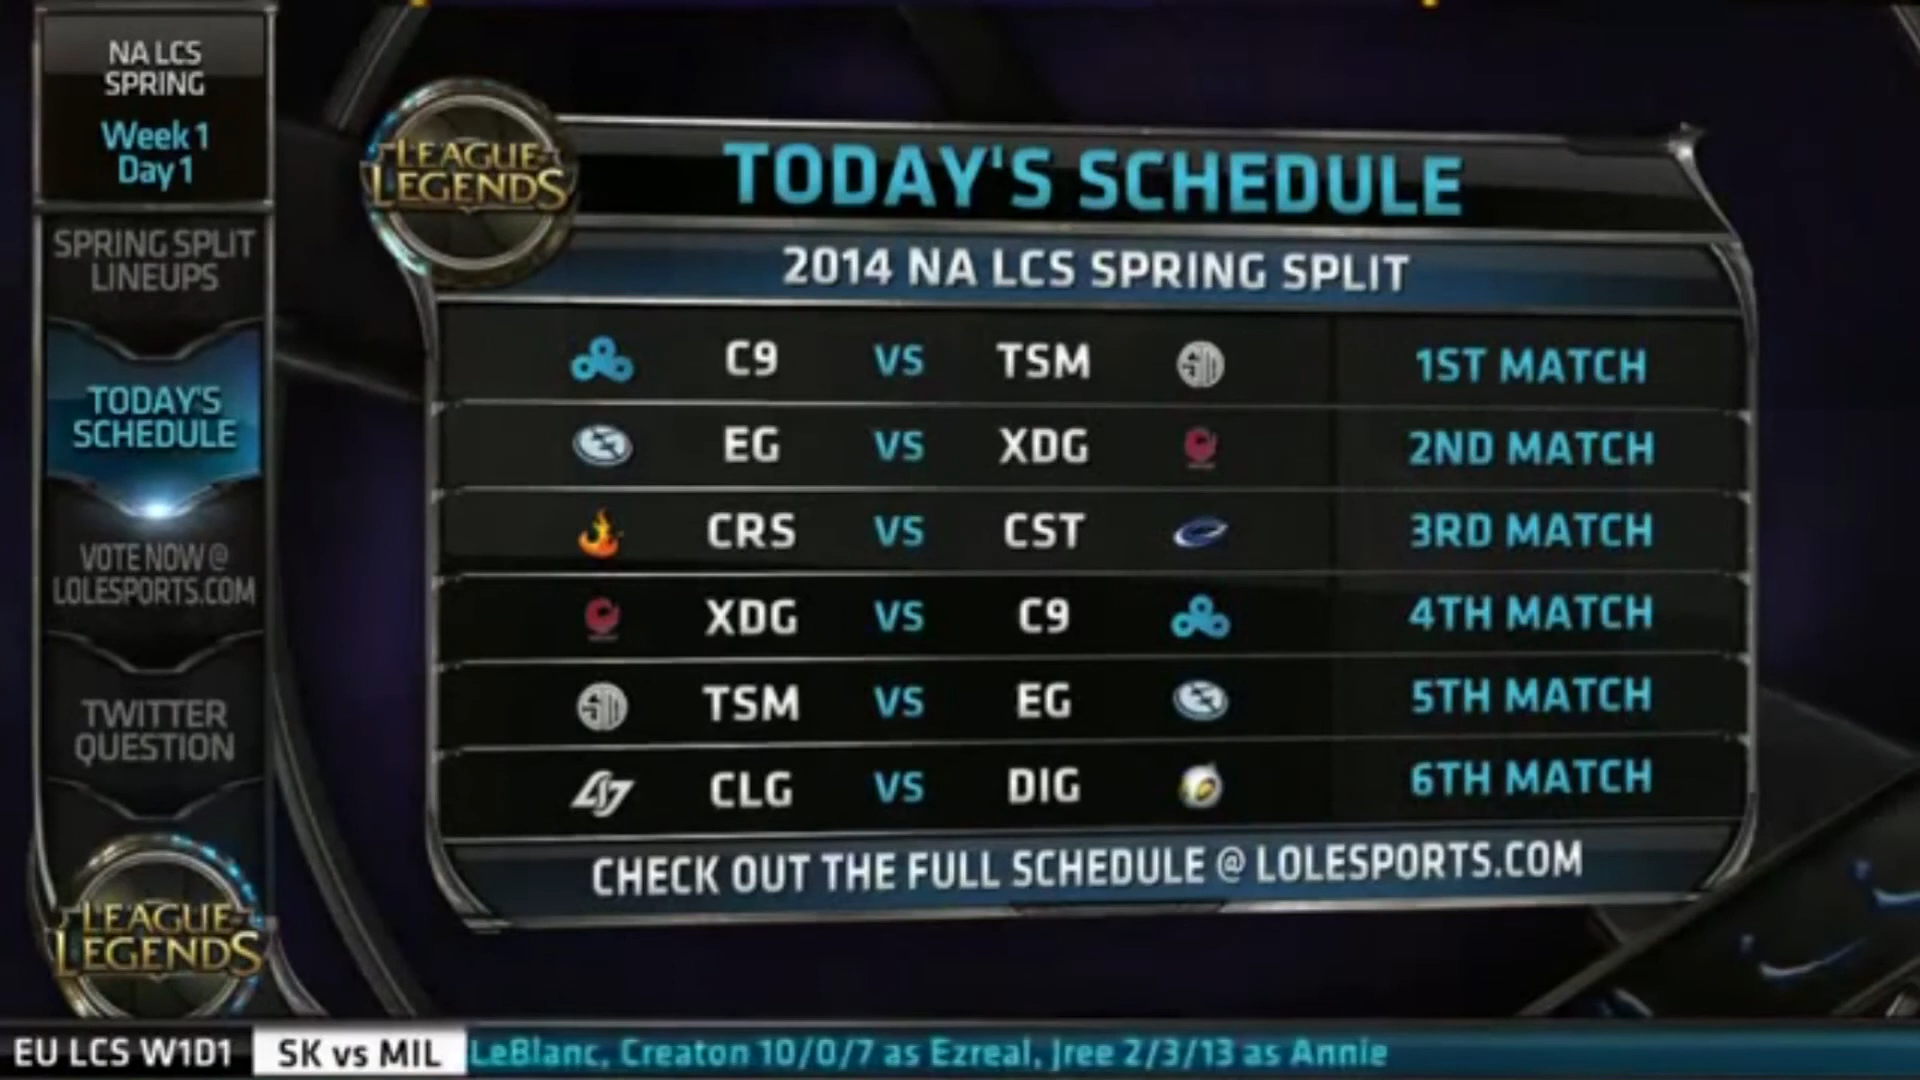 NA LCS
SPRING
Week 1
Day 1
SPRING SPLIT
LINEUPS
TODAY'S
SCHEDULE
VOTE NOW @
LOLESPORTS.COM
TWITTER
QUESTION
LEAGUE
LEGENDS
LEAGUE
LEGENDS
TODAY'S SCHEDULE
2014 NA LCS SPRING SPLIT
C9 VS TSM 1ST MATCH
EG VS XDG 2ND MATCH
CRS VS CST 3RD MATCH
XDG VS C9 4TH MATCH
TSM VS EG 5TH MATCH
CLG VS DIG 6TH MATCH
CHECK OUT THE FULL SCHEDULE @ LOLESPORTS.COM
EU LCS W1D1 SK vs MIL LeBlanc, Creaton 10/0/7 as Ezreal, Jree 2/3/13 as Annie